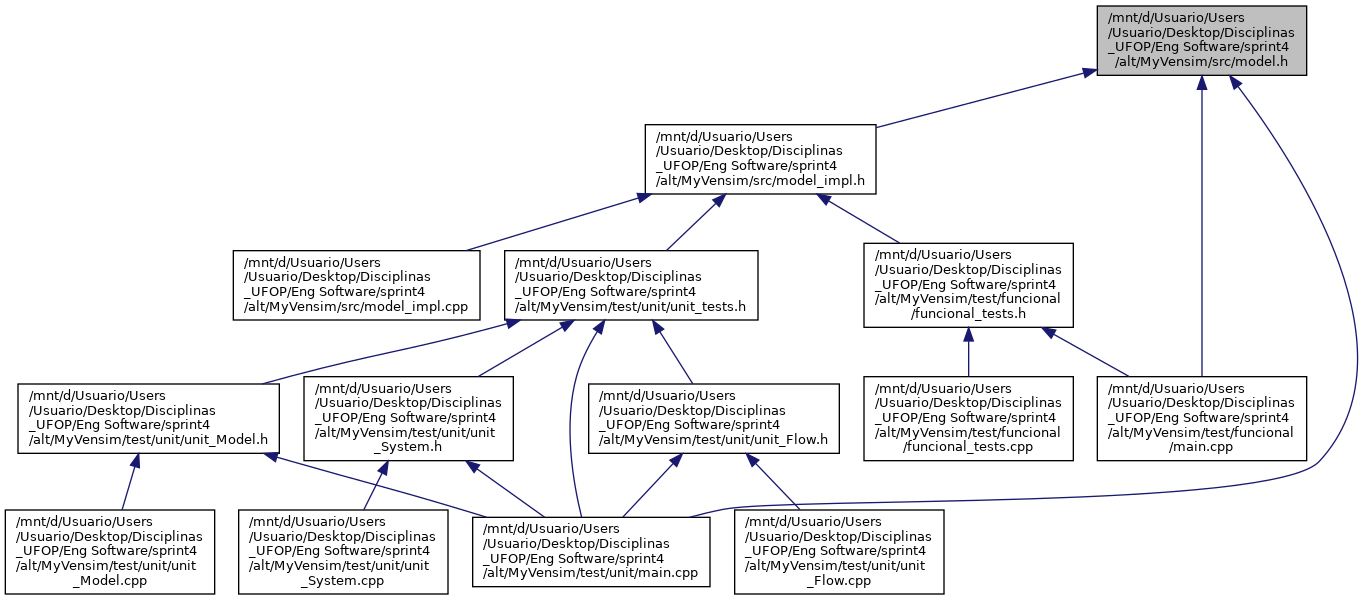 /mnt/d/Usuario/Users
/Usuario/Desktop/Disciplinas
_UFOP/Eng Software/sprint4
/alt/MyVensim/src/model.h
/mnt/d/Usuario/Users
/Usuario/Desktop/Disciplinas
_UFOP/Eng Software/sprint4
/alt/MyVensim/src/model_impl.h
/mnt/d/Usuario/Users
/Usuario/Desktop/Disciplinas
_UFOP/Eng Software/sprint4
/alt/MyVensim/src/model_impl.cpp
/mnt/d/Usuario/Users
/Usuario/Desktop/Disciplinas
_UFOP/Eng Software/sprint4
/alt/MyVensim/test/unit/unit_tests.h
/mnt/d/Usuario/Users
/Usuario/Desktop/Disciplinas
_UFOP/Eng Software/sprint4
/alt/MyVensim/test/funcional
/funcional_tests.h
/mnt/d/Usuario/Users
/Usuario/Desktop/Disciplinas
_UFOP/Eng Software/sprint4
/alt/MyVensim/test/unit/unit_Model.h
/mnt/d/Usuario/Users
/Usuario/Desktop/Disciplinas
_UFOP/Eng Software/sprint4
/alt/MyVensim/test/unit/unit
_System.h
/mnt/d/Usuario/Users
/Usuario/Desktop/Disciplinas
_UFOP/Eng Software/sprint4
/alt/MyVensim/test/unit/unit_Flow.h
/mnt/d/Usuario/Users
/Usuario/Desktop/Disciplinas
_UFOP/Eng Software/sprint4
/alt/MyVensim/test/funcional
/funcional_tests.cpp
/mnt/d/Usuario/Users
/Usuario/Desktop/Disciplinas
_UFOP/Eng Software/sprint4
/alt/MyVensim/test/funcional
/main.cpp
/mnt/d/Usuario/Users
/Usuario/Desktop/Disciplinas
_UFOP/Eng Software/sprint4
/alt/MyVensim/test/unit/unit
_Model.cpp
/mnt/d/Usuario/Users
/Usuario/Desktop/Disciplinas
_UFOP/Eng Software/sprint4
/alt/MyVensim/test/unit/unit
_System.cpp
/mnt/d/Usuario/Users
/Usuario/Desktop/Disciplinas
_UFOP/Eng Software/sprint4
/alt/MyVensim/test/unit/main.cpp
/mnt/d/Usuario/Users
/Usuario/Desktop/Disciplinas
_UFOP/Eng Software/sprint4
/alt/MyVensim/test/unit/unit
_Flow.cpp